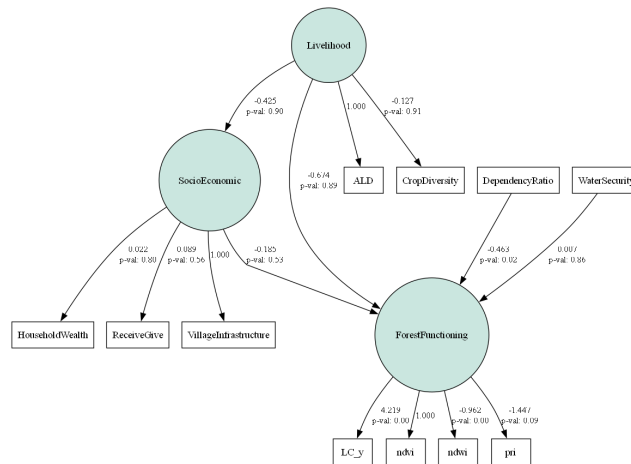 Livelihood
-0.425
p-val: 0.90
1.000
-0.127
p-val: 0.91
SocioEconomic
-0.674
p-val: 0.89
ALD
CropDiversity
DependencyRatio
WaterSecurity
0.022
p-val: 0.80
0.089
p-val: 0.56
1.000
-0.185
p-val: 0.53
-0.463
p-val: 0.02
0.007
p-val: 0.86
HouseholdWealth
ReceiveGive
VillageInfrastructure
ForestFunctioning
4.219
p-val: 0.00
1.000
-0.962
p-val: 0.00
-1.447
p-val: 0.09
LC_y
ndvi
ndwi
pri